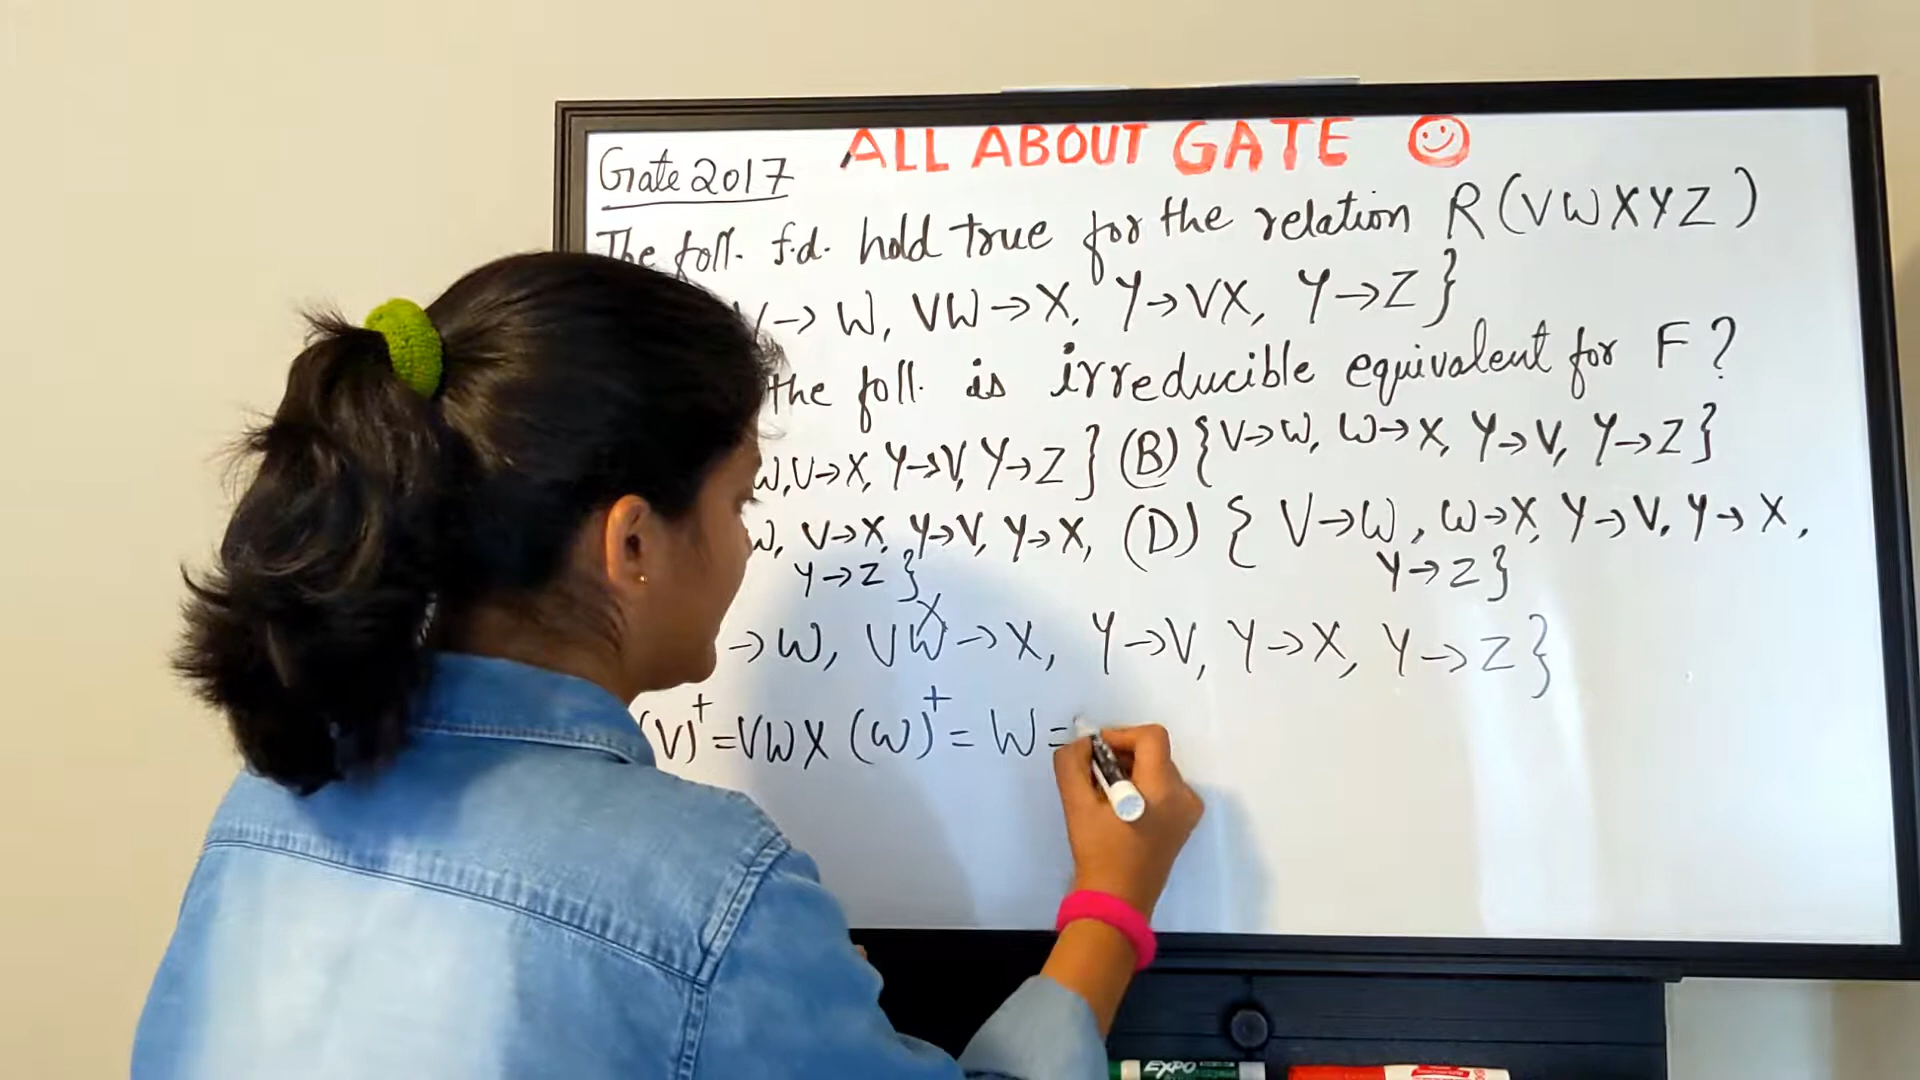 ALL ABOUT GATE
Gate 2017
The foll. f.d. hold true for the relation R(VWXYZ)
V→W, VW→X, Y→VX, Y→Z}
the foll. is irreducible equivalent for F?
W, V→X, Y→V, Y→Z} (B) {V→W, W→X, Y→V, Y→Z}
W, V→X, Y→V, Y→X, (D) { V→W, W→X, Y→V, Y→X,
Y→Z} Y→Z}
→W, VW→X, Y→V, Y→X, Y→Z}
(V)⁺=VWX (W)⁺= W =
EXPO